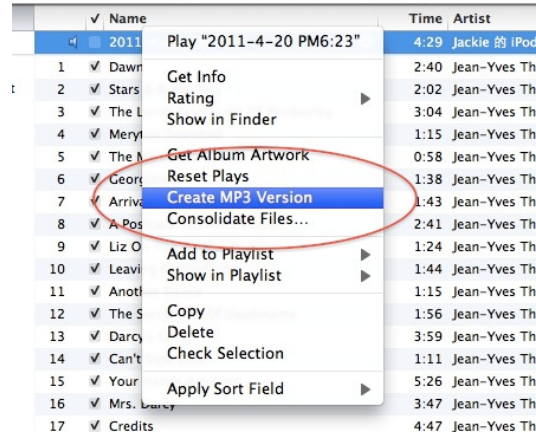 ✓ Name Time Artist
2011 4:29 Jackie 的 iPod
Play “2011-4-20 PM6:23”
1 ✓ Dawn 2:40 Jean-Yves Th
Get Info
2 ✓ Stars 2:02 Jean-Yves Th
Rating
3 ✓ The L 3:04 Jean-Yves Th
Show in Finder
4 ✓ Meryt 1:15 Jean-Yves Th
5 ✓ The M 0:58 Jean-Yves Th
Get Album Artwork
6 ✓ Georg 1:38 Jean-Yves Th
Reset Plays
7 ✓ Arriva 1:43 Jean-Yves Th
Create MP3 Version
8 ✓ A Pos 2:41 Jean-Yves Th
Consolidate Files...
9 ✓ Liz O 1:24 Jean-Yves Th
Add to Playlist
10 ✓ Leavin 1:44 Jean-Yves Th
Show in Playlist
11 ✓ Anoth 1:15 Jean-Yves Th
12 ✓ The S 1:56 Jean-Yves Th
Copy
13 ✓ Darcy 3:59 Jean-Yves Th
Delete
14 ✓ Can't 1:11 Jean-Yves Th
Check Selection
15 ✓ Your 5:26 Jean-Yves Th
Apply Sort Field
16 ✓ Mrs. Darcy 3:47 Jean-Yves Th
17 ✓ Credits 4:47 Jean-Yves Th